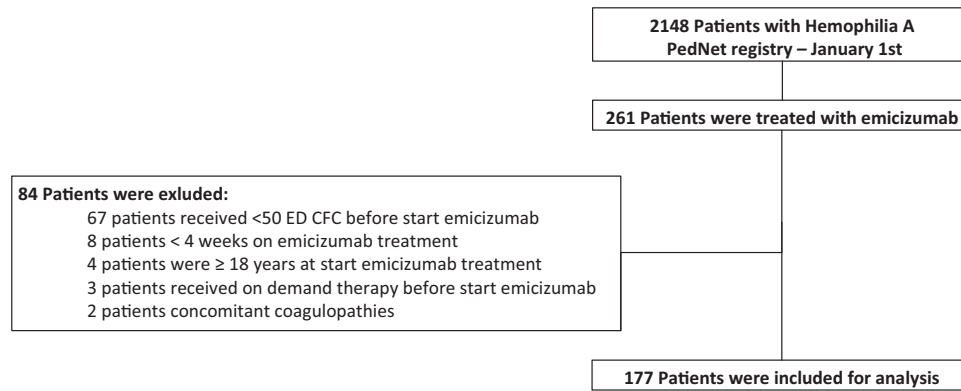 2148 Patients with Hemophilia A
PedNet registry – January 1st
261 Patients were treated with emicizumab
84 Patients were exluded:
67 patients received <50 ED CFC before start emicizumab
8 patients < 4 weeks on emicizumab treatment
4 patients were ≥ 18 years at start emicizumab treatment
3 patients received on demand therapy before start emicizumab
2 patients concomitant coagulopathies
177 Patients were included for analysis